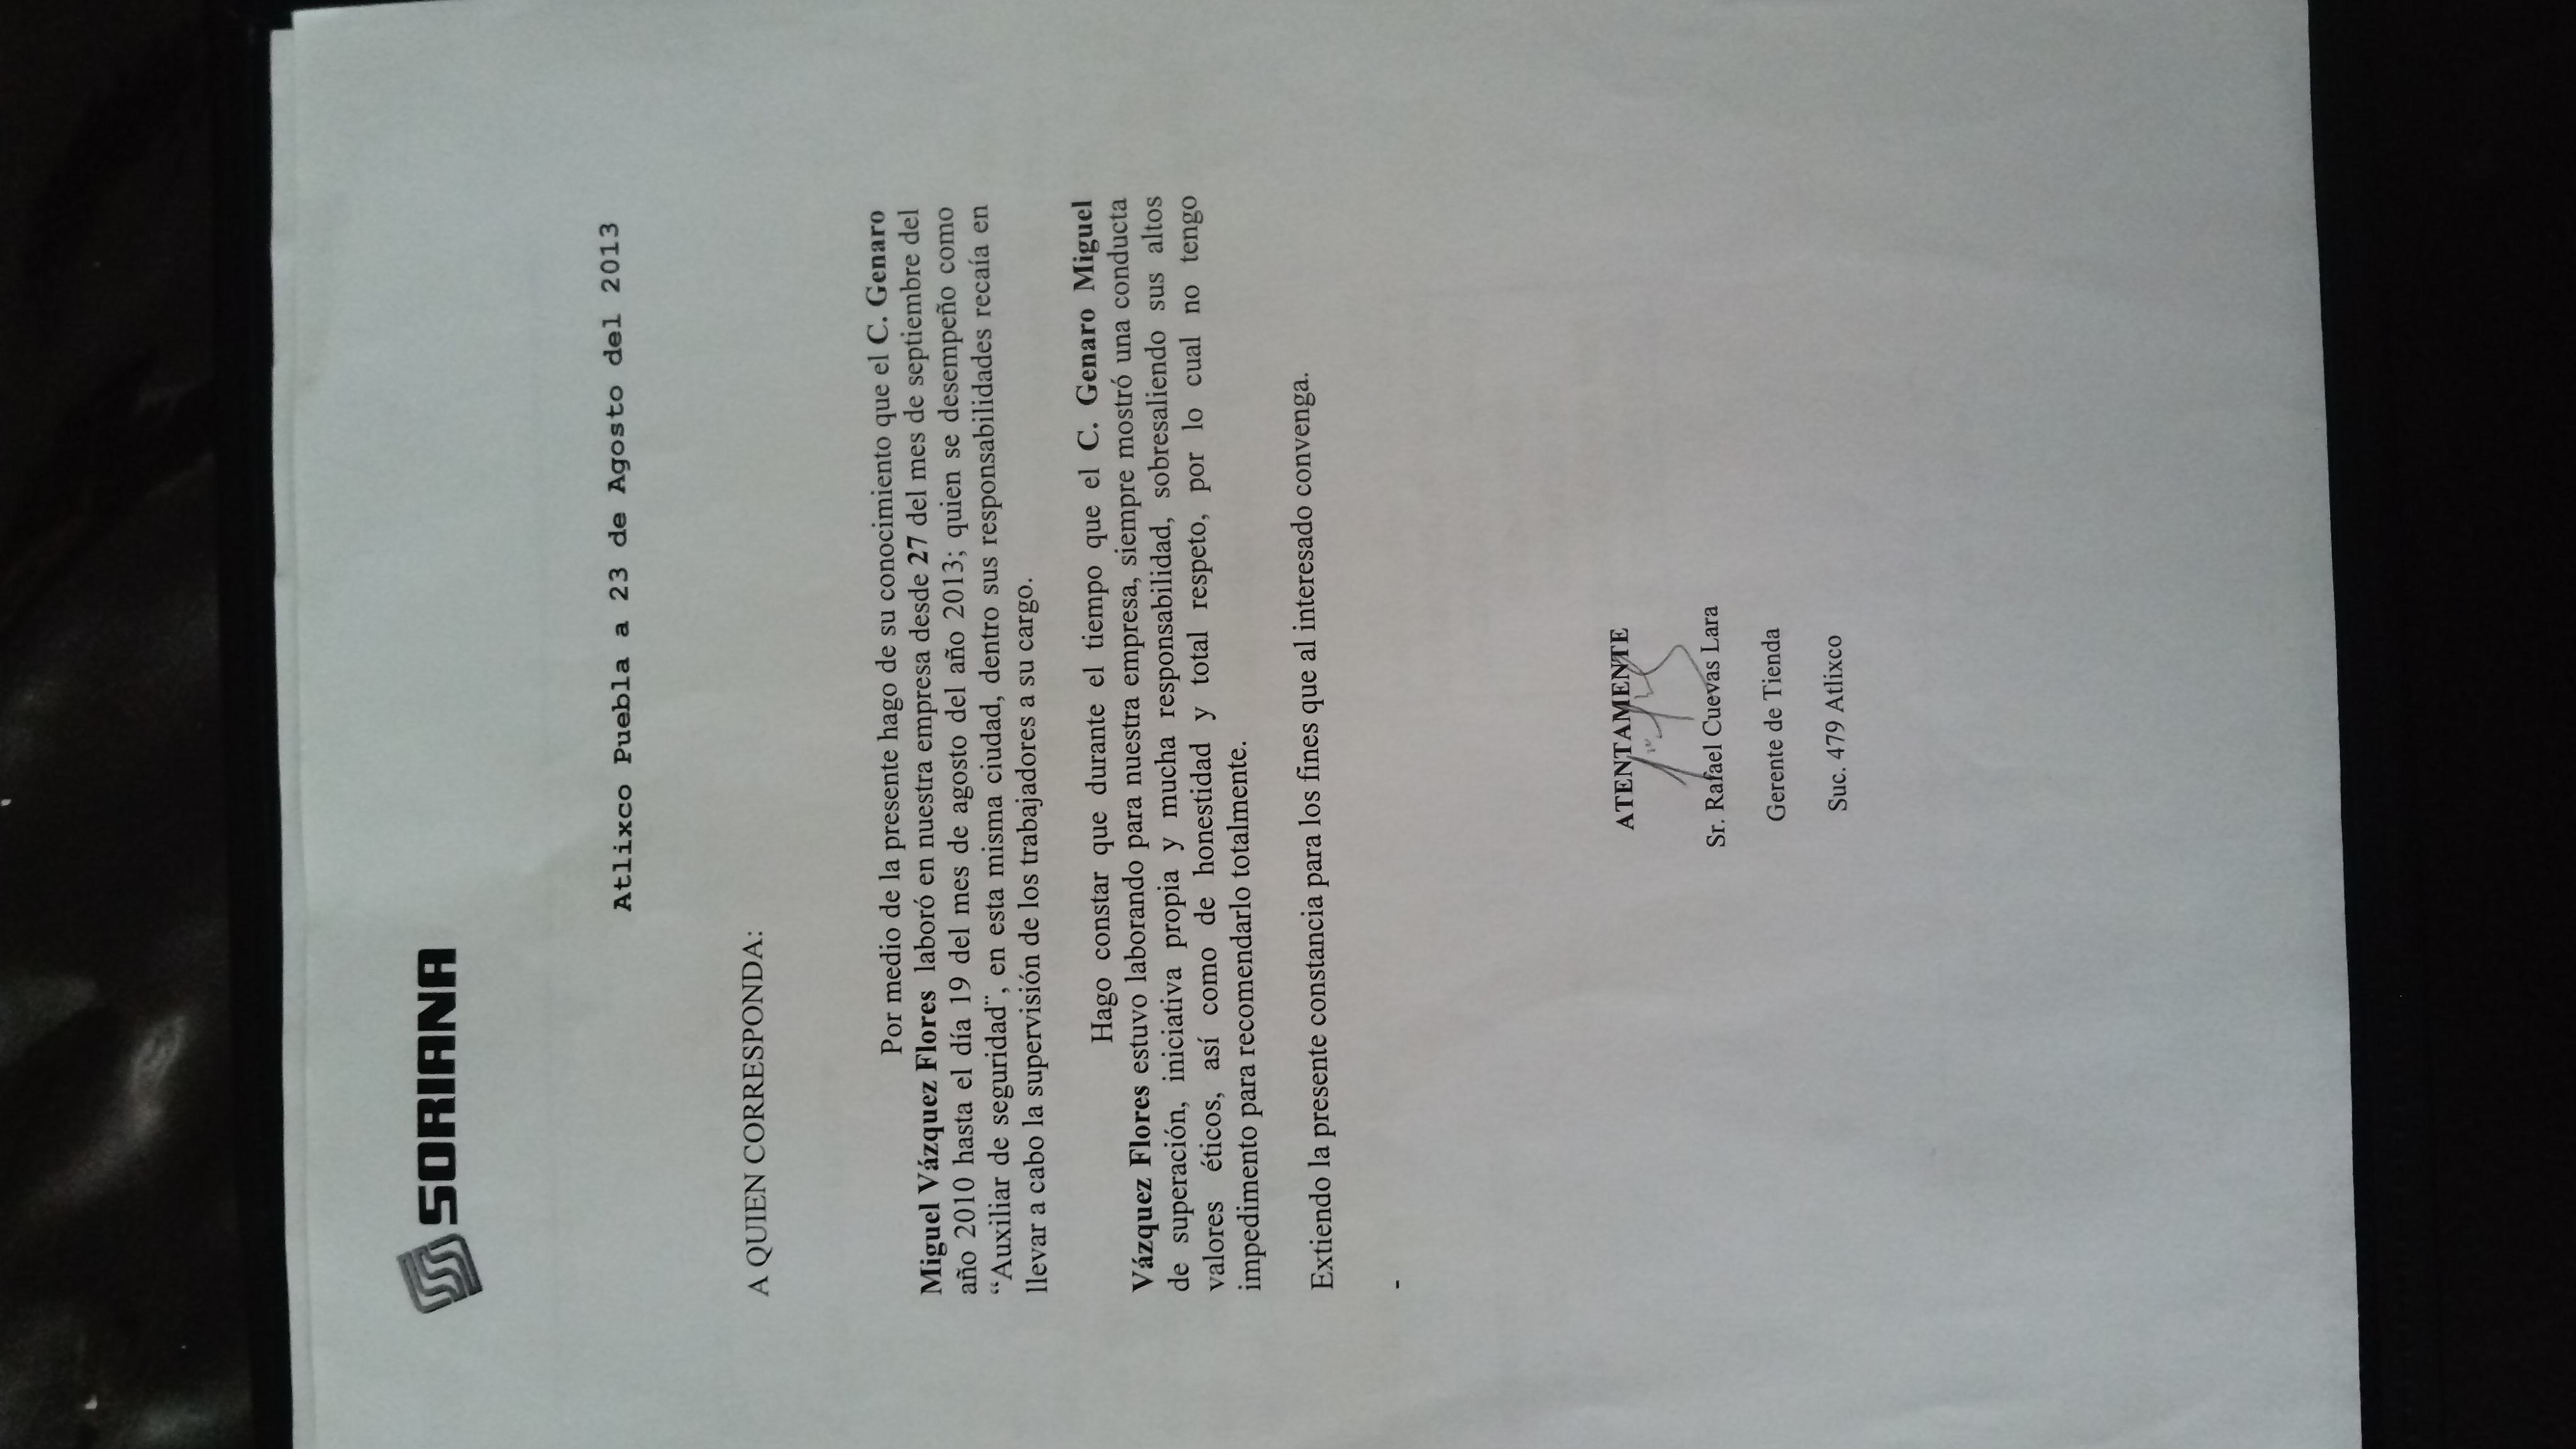 SORIANA
Atlixco Puebla a 23 de Agosto del 2013
A QUIEN CORRESPONDA:
Por medio de la presente hago de su conocimiento que el C. Genaro
Miguel Vázquez Flores laboró en nuestra empresa desde 27 del mes de septiembre del
año 2010 hasta el día 19 del mes de agosto del año 2013; quien se desempeño como
“Auxiliar de seguridad¨, en esta misma ciudad, dentro sus responsabilidades recaía en
llevar a cabo la supervisión de los trabajadores a su cargo.
Hago constar que durante el tiempo que el C. Genaro Miguel
Vázquez Flores estuvo laborando para nuestra empresa, siempre mostró una conducta
de superación, iniciativa propia y mucha responsabilidad, sobresaliendo sus altos
valores éticos, así como de honestidad y total respeto, por lo cual no tengo
impedimento para recomendarlo totalmente.
Extiendo la presente constancia para los fines que al interesado convenga.
-
ATENTAMENTE
Sr. Rafael Cuevas Lara
Gerente de Tienda
Suc. 479 Atlixco